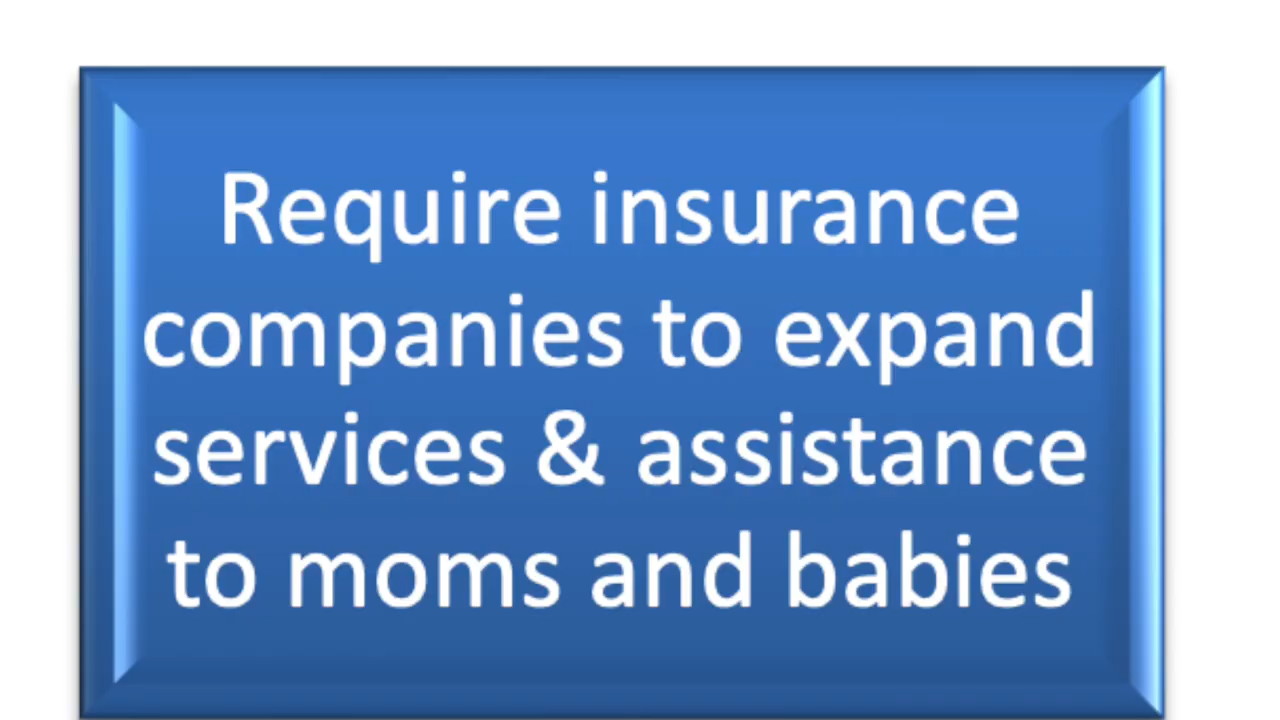 Require insurance
companies to expand
services & assistance
to moms and babies